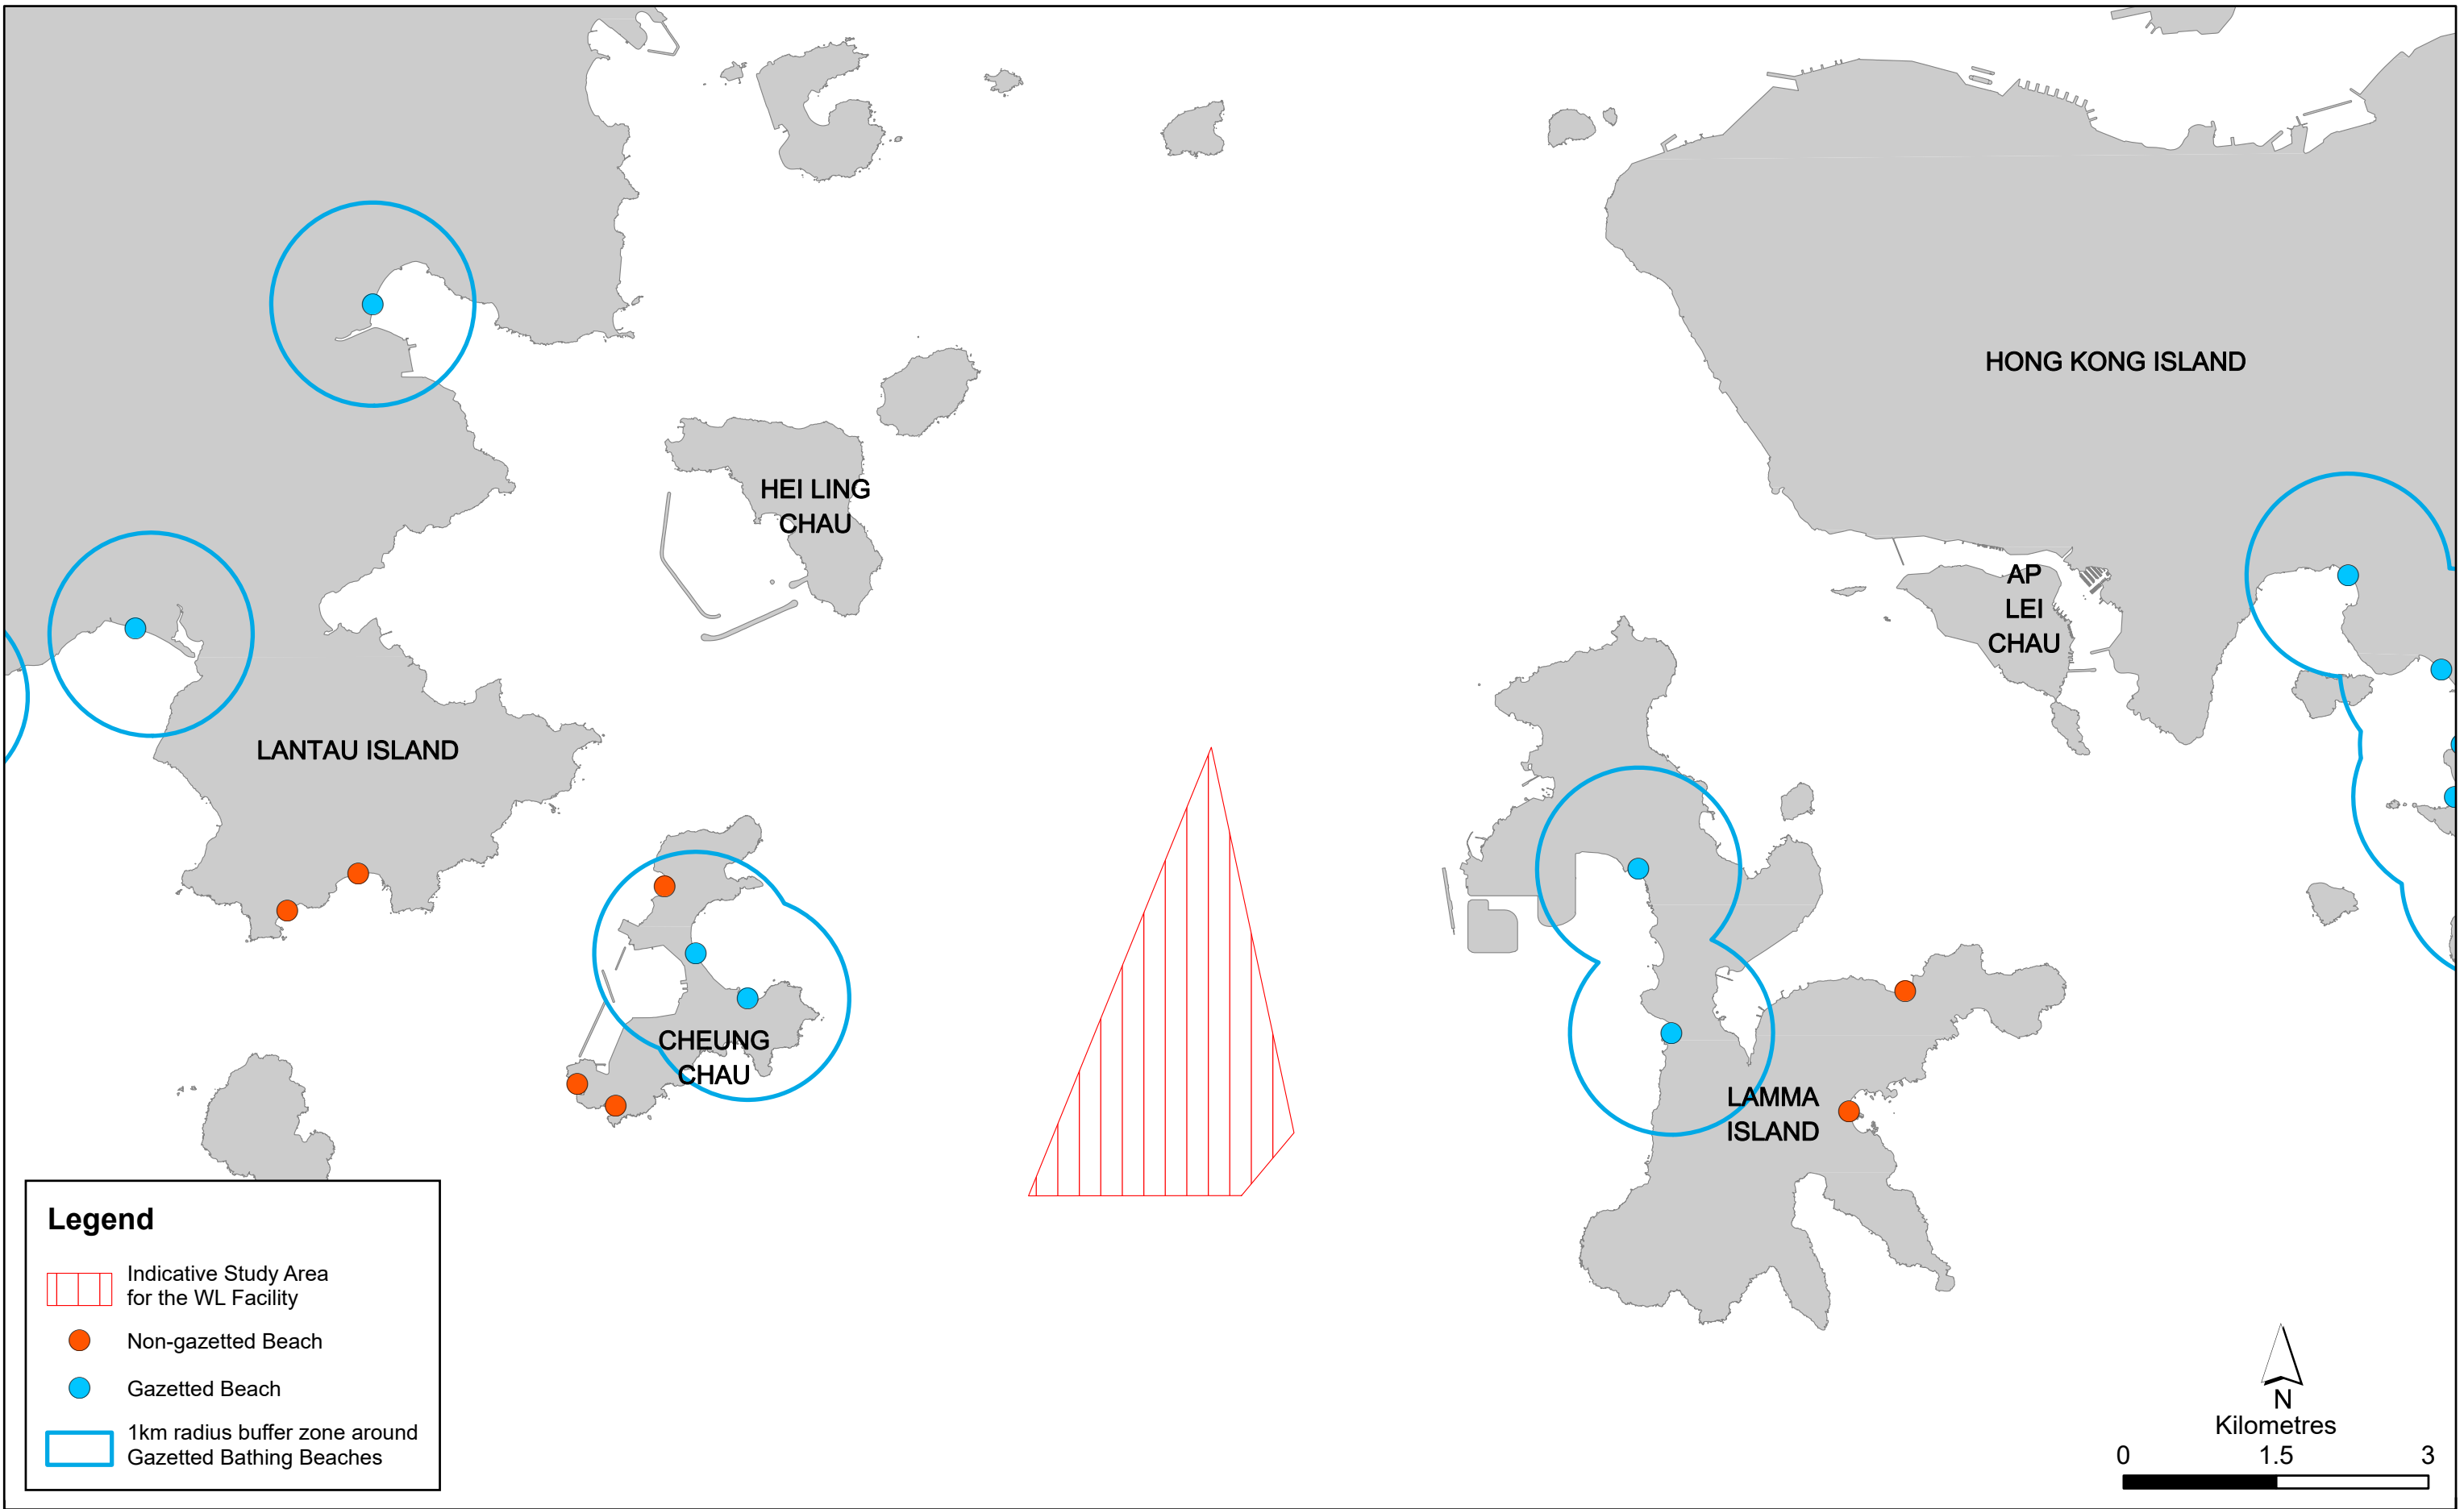 HONG KONG ISLAND
HEI LING
CHAU
AP
LEI
CHAU
LANTAU ISLAND
CHEUNG
CHAU
LAMMA
ISLAND
Legend
Indicative Study Area
for the WL Facility
Non-gazetted Beach
Gazetted Beach
1km radius buffer zone around
Gazetted Bathing Beaches
N
Kilometres
0 1.5 3